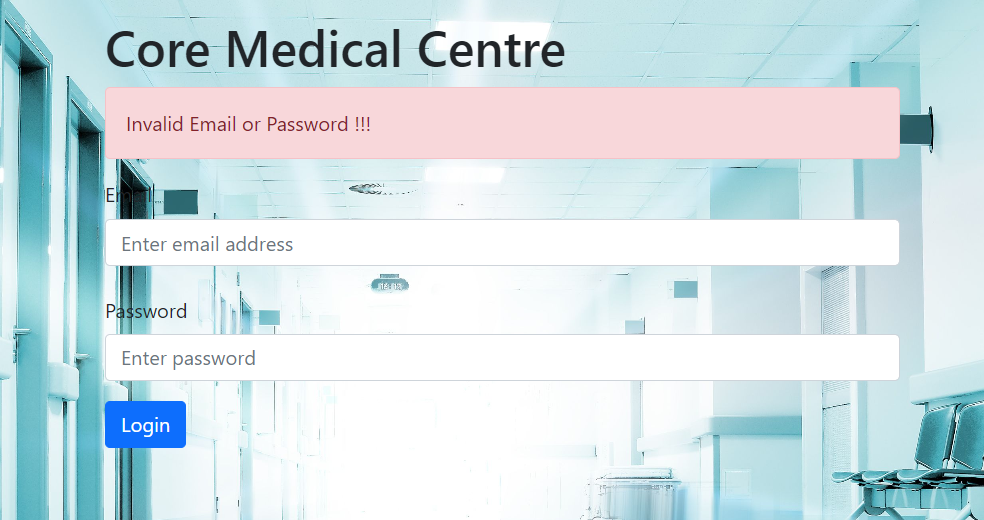 Core Medical Centre
Invalid Email or Password !!!
Email
Enter email address
Password
Enter password
Login